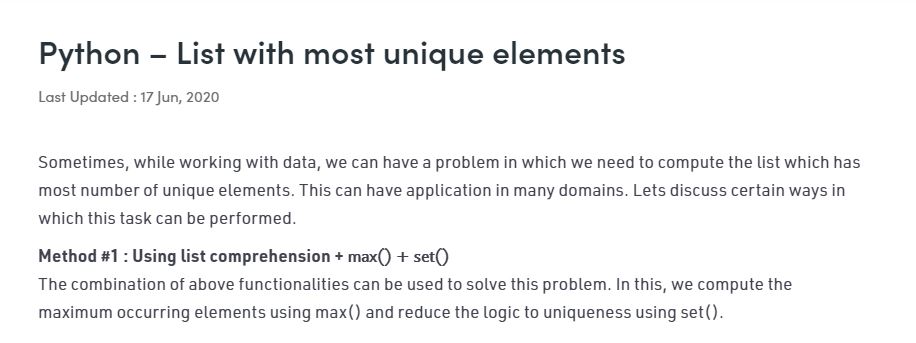 Python – List with most unique elements
Last Updated : 17 Jun, 2020
Sometimes, while working with data, we can have a problem in which we need to compute the list which has
most number of unique elements. This can have application in many domains. Lets discuss certain ways in
which this task can be performed.
Method #1 : Using list comprehension + max() + set()
The combination of above functionalities can be used to solve this problem. In this, we compute the
maximum occurring elements using max() and reduce the logic to uniqueness using set().